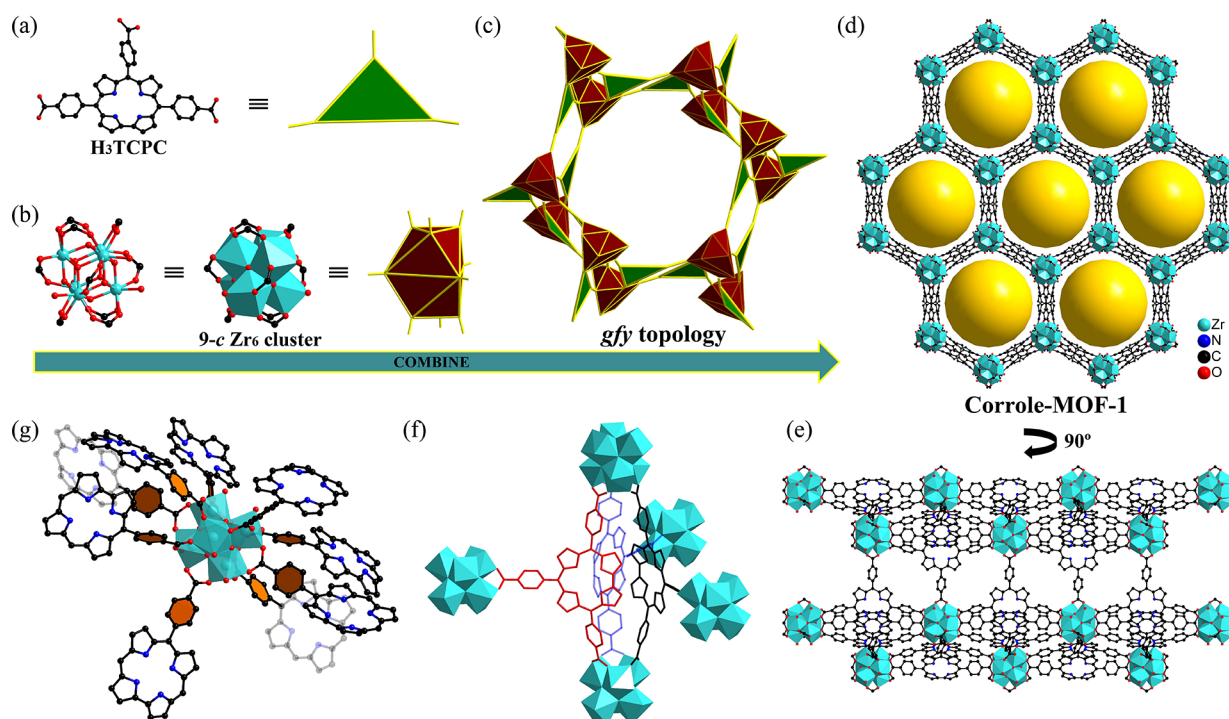 (a)
H3TCPC
≡
(b)
≡
≡
9-c Zr6 cluster
(c)
gfy topology
COMBINE
(d)
Zr
N
C
O
Corrole-MOF-1
90º
(g)
(f)
(e)